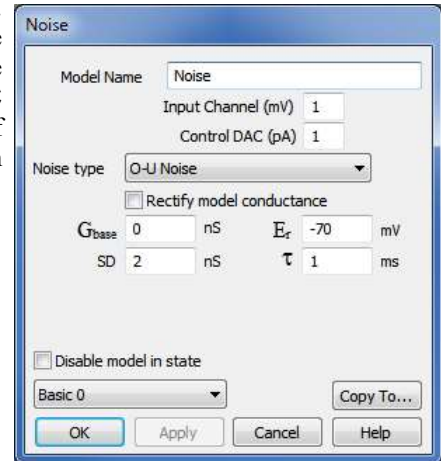 Noise
Model Name Noise
Input Channel (mV) 1
Control DAC (pA) 1
Noise type O-U Noise
Rectify model conductance
Gbase 0 nS Er -70 mV
SD 2 nS τ 1 ms
Disable model in state
Basic 0 Copy To...
OK Apply Cancel Help